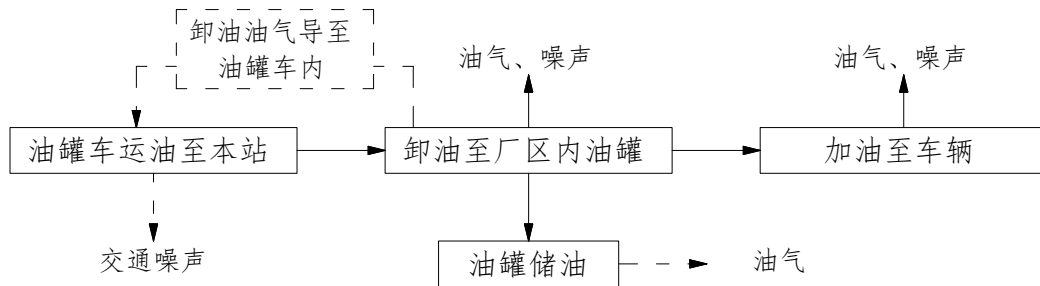 卸油油气导至
油罐车内
油气、噪声
油气、噪声
油罐车运油至本站
卸油至厂区内油罐
加油至车辆
交通噪声
油罐储油
油气